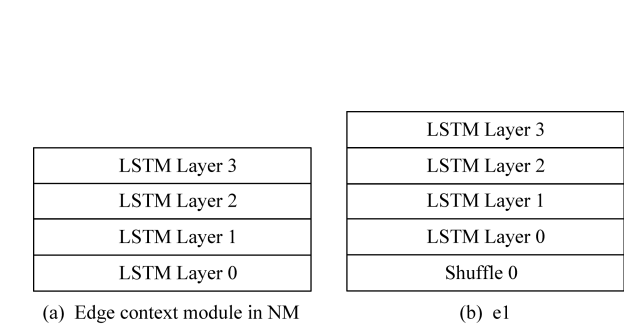 LSTM Layer 3
LSTM Layer 2
LSTM Layer 1
LSTM Layer 0
(a) Edge context module in NM
LSTM Layer 3
LSTM Layer 2
LSTM Layer 1
LSTM Layer 0
Shuffle 0
(b) e1